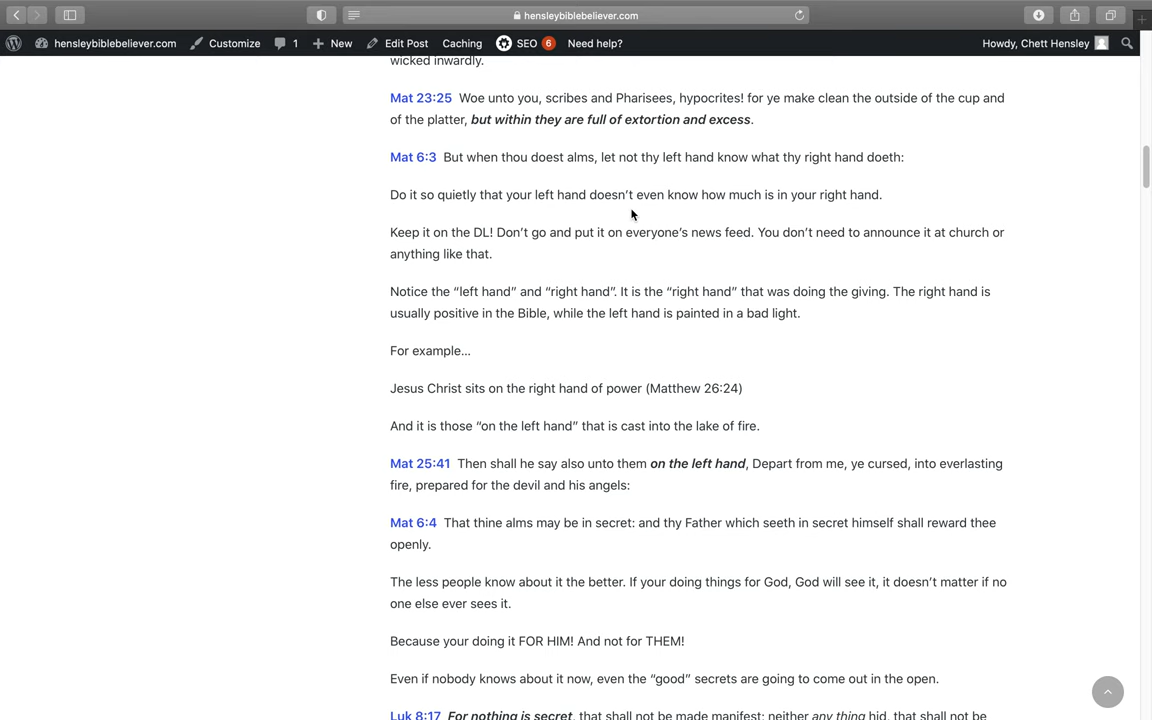 hensleybiblebeliever.com
hensleybiblebeliever.com Customize 1 New Edit Post Caching SEO 6 Need help? Howdy, Chett Hensley
wicked inwardly.
Mat 23:25 Woe unto you, scribes and Pharisees, hypocrites! for ye make clean the outside of the cup and
of the platter, but within they are full of extortion and excess.
Mat 6:3 But when thou doest alms, let not thy left hand know what thy right hand doeth:
Do it so quietly that your left hand doesn’t even know how much is in your right hand.
Keep it on the DL! Don’t go and put it on everyone’s news feed. You don’t need to announce it at church or
anything like that.
Notice the “left hand” and “right hand”. It is the “right hand” that was doing the giving. The right hand is
usually positive in the Bible, while the left hand is painted in a bad light.
For example…
Jesus Christ sits on the right hand of power (Matthew 26:24)
And it is those “on the left hand” that is cast into the lake of fire.
Mat 25:41 Then shall he say also unto them on the left hand, Depart from me, ye cursed, into everlasting
fire, prepared for the devil and his angels:
Mat 6:4 That thine alms may be in secret: and thy Father which seeth in secret himself shall reward thee
openly.
The less people know about it the better. If your doing things for God, God will see it, it doesn’t matter if no
one else ever sees it.
Because your doing it FOR HIM! And not for THEM!
Even if nobody knows about it now, even the “good” secrets are going to come out in the open.
Luk 8:17 For nothing is secret, that shall not be made manifest; neither any thing hid, that shall not be